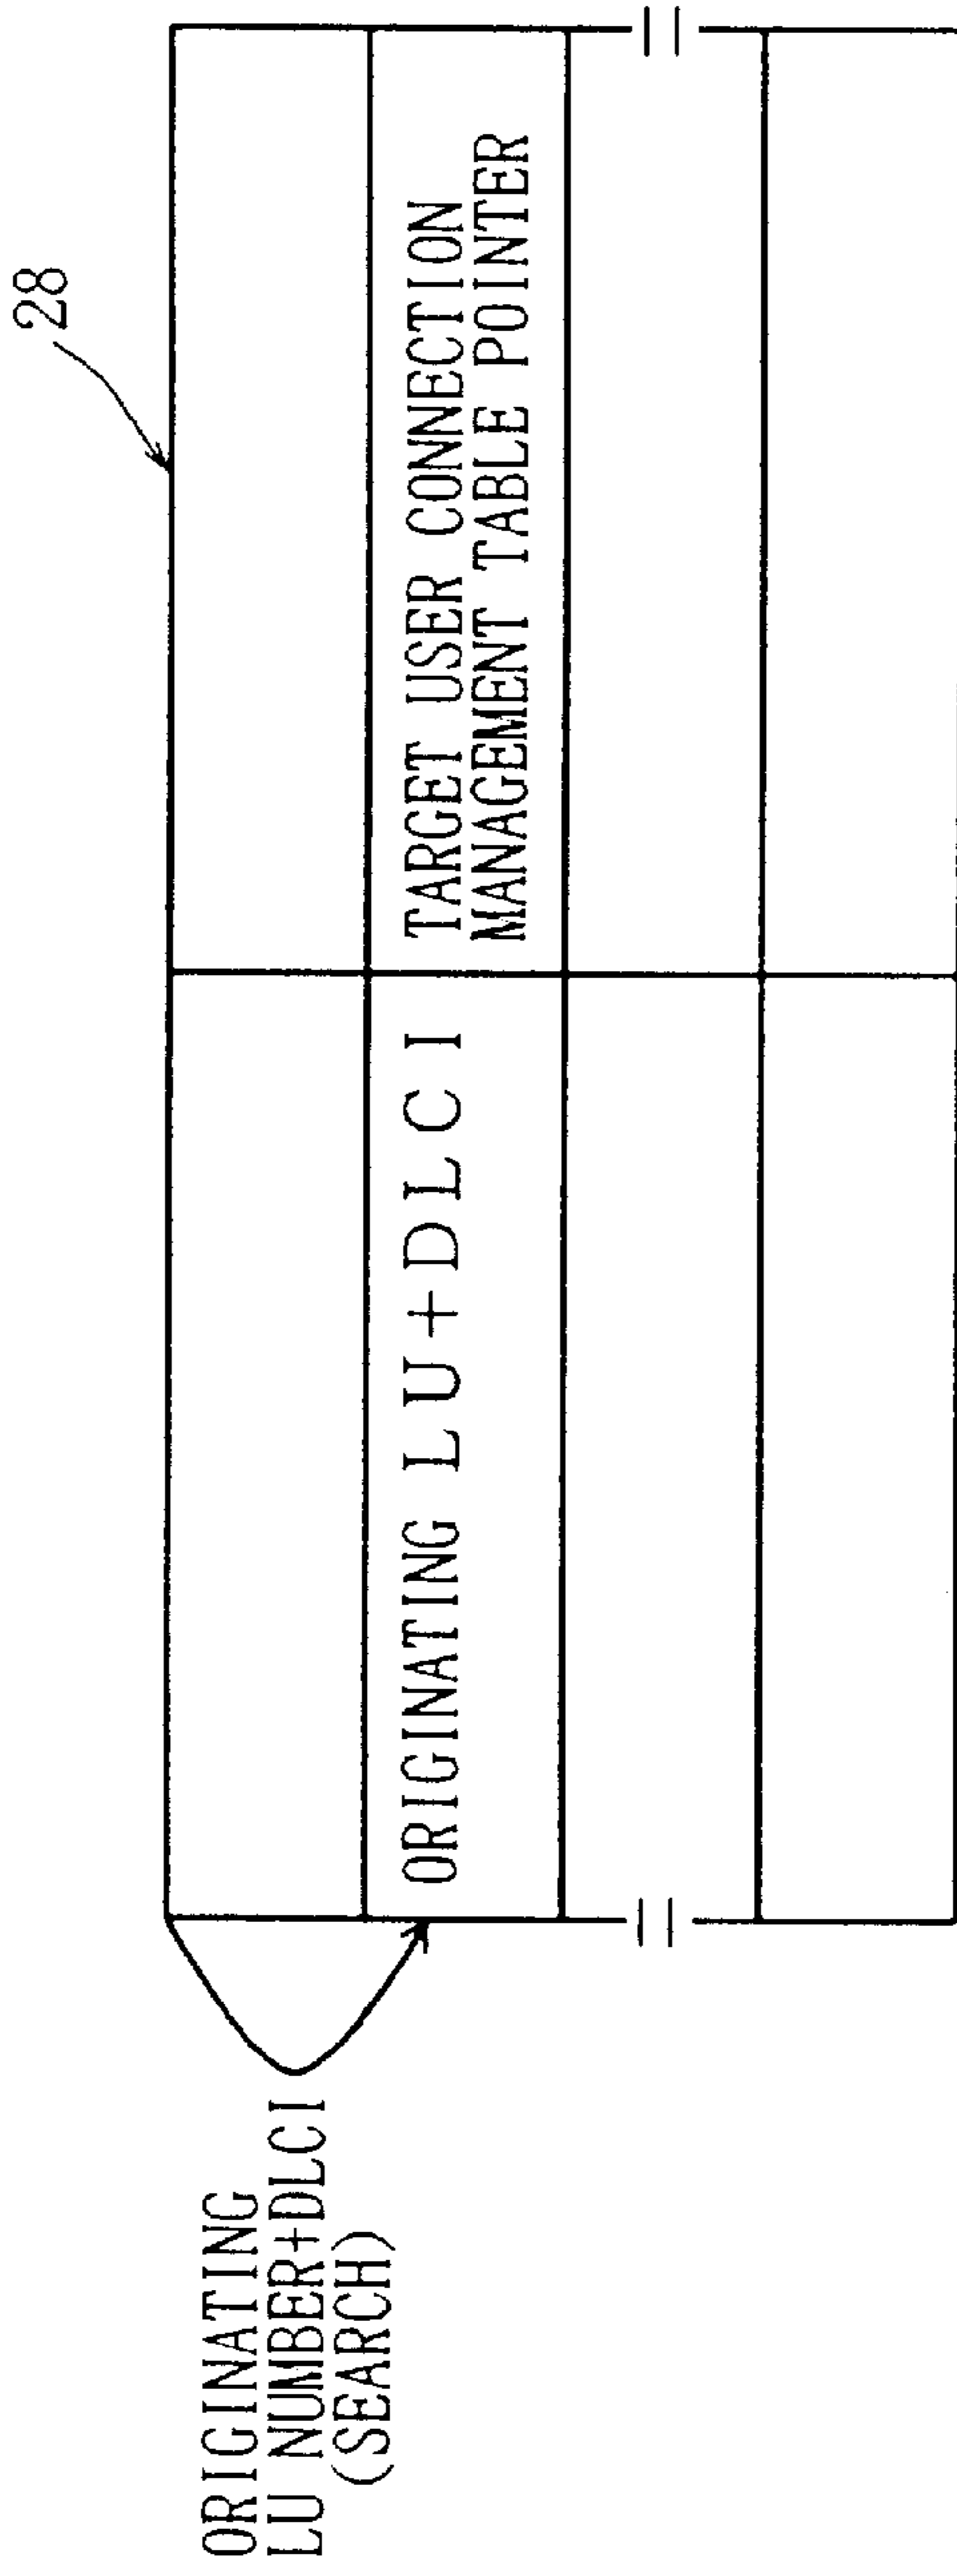 28
ORIGINATING LU+DLCI
TARGET USER CONNECTION
MANAGEMENT TABLE POINTER
ORIGINATING
LU NUMBER+DLCI
(SEARCH)